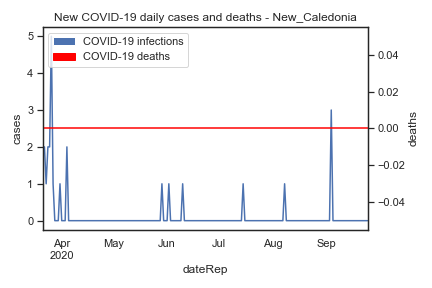 New COVID-19 daily cases and deaths - New_Caledonia
COVID-19 infections
COVID-19 deaths
5
4
3
2
1
0
cases
0.04
0.02
0.00
−0.02
−0.04
deaths
Apr
2020
May
Jun
Jul
Aug
Sep
dateRep